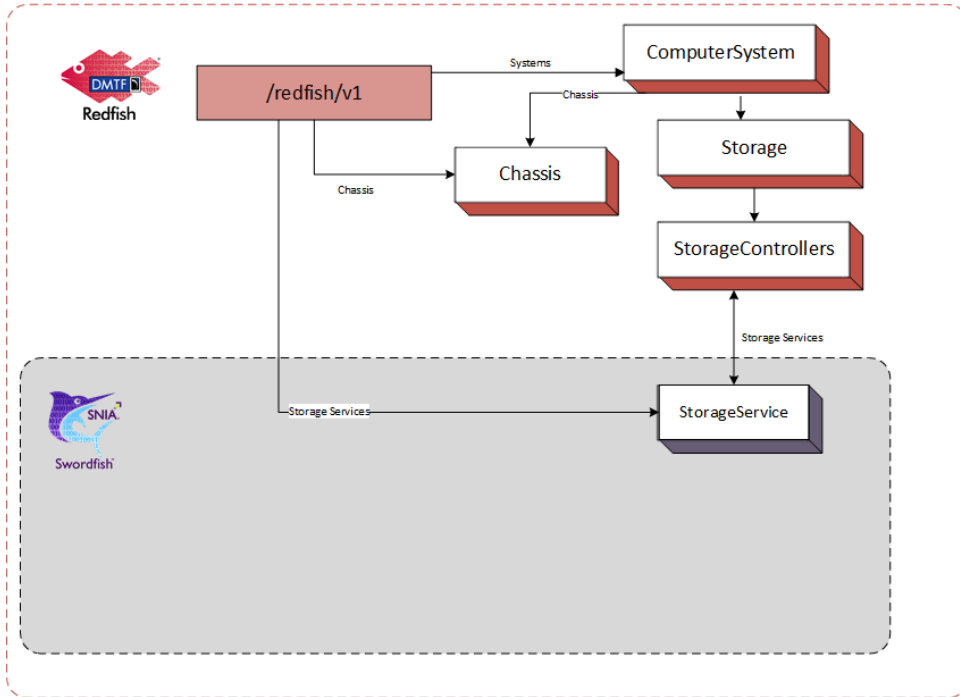 ComputerSystem
Systems
DMTF
/redfish/v1
Chassis
Redfish
Storage
Chassis
Chassis
StorageControllers
Storage Services
SNIA
Storage Services
StorageService
Swordfish